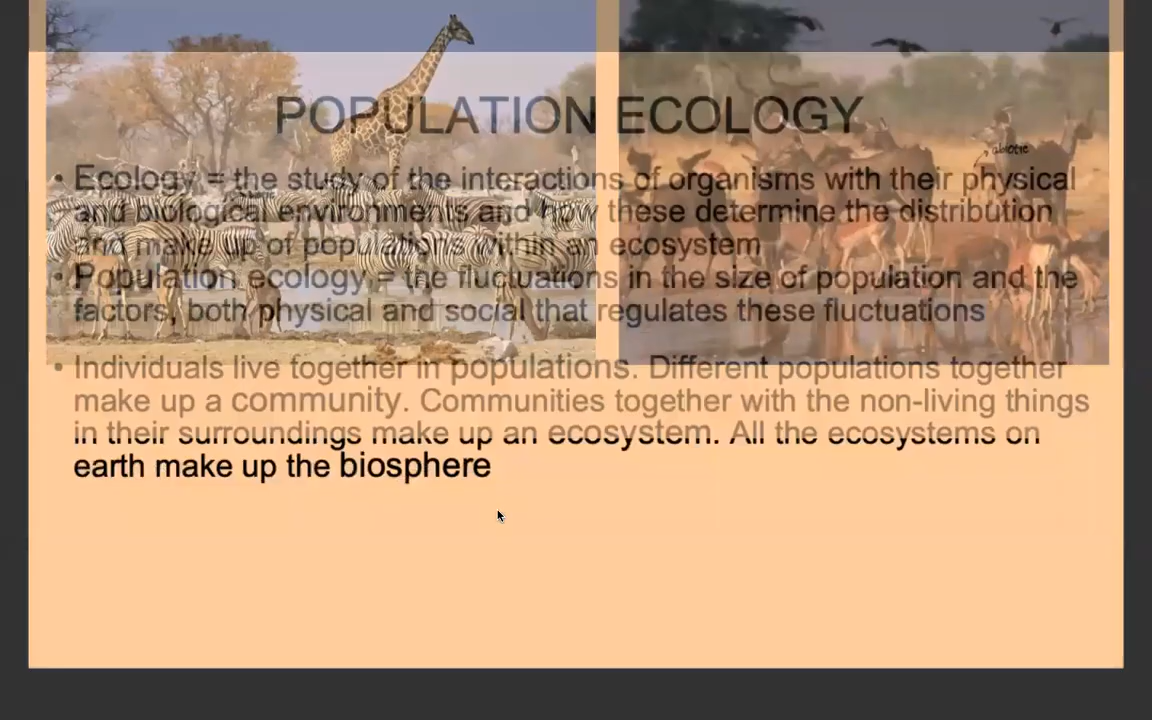 POPULATION ECOLOGY
abiotic
• Ecology = the study of the interactions of organisms with their physical
and biological environments and how these determine the distribution
and make up of populations within an ecosystem
• Population ecology = the fluctuations in the size of population and the
factors, both physical and social that regulates these fluctuations
• Individuals live together in populations. Different populations together
make up a community. Communities together with the non-living things
in their surroundings make up an ecosystem. All the ecosystems on
earth make up the biosphere